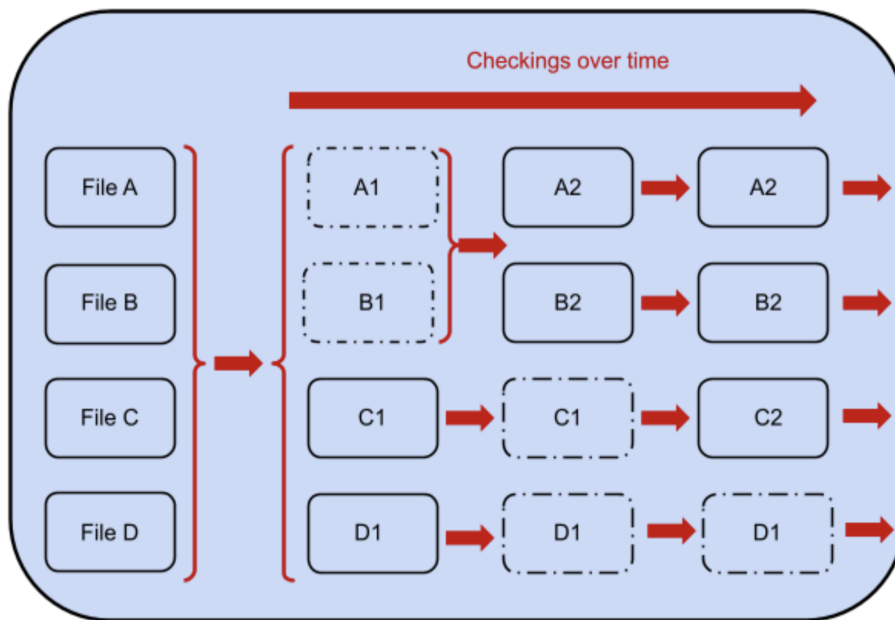 Checkings over time
File A
A1
A2
A2
File B
B1
B2
B2
File C
C1
C1
C2
File D
D1
D1
D1